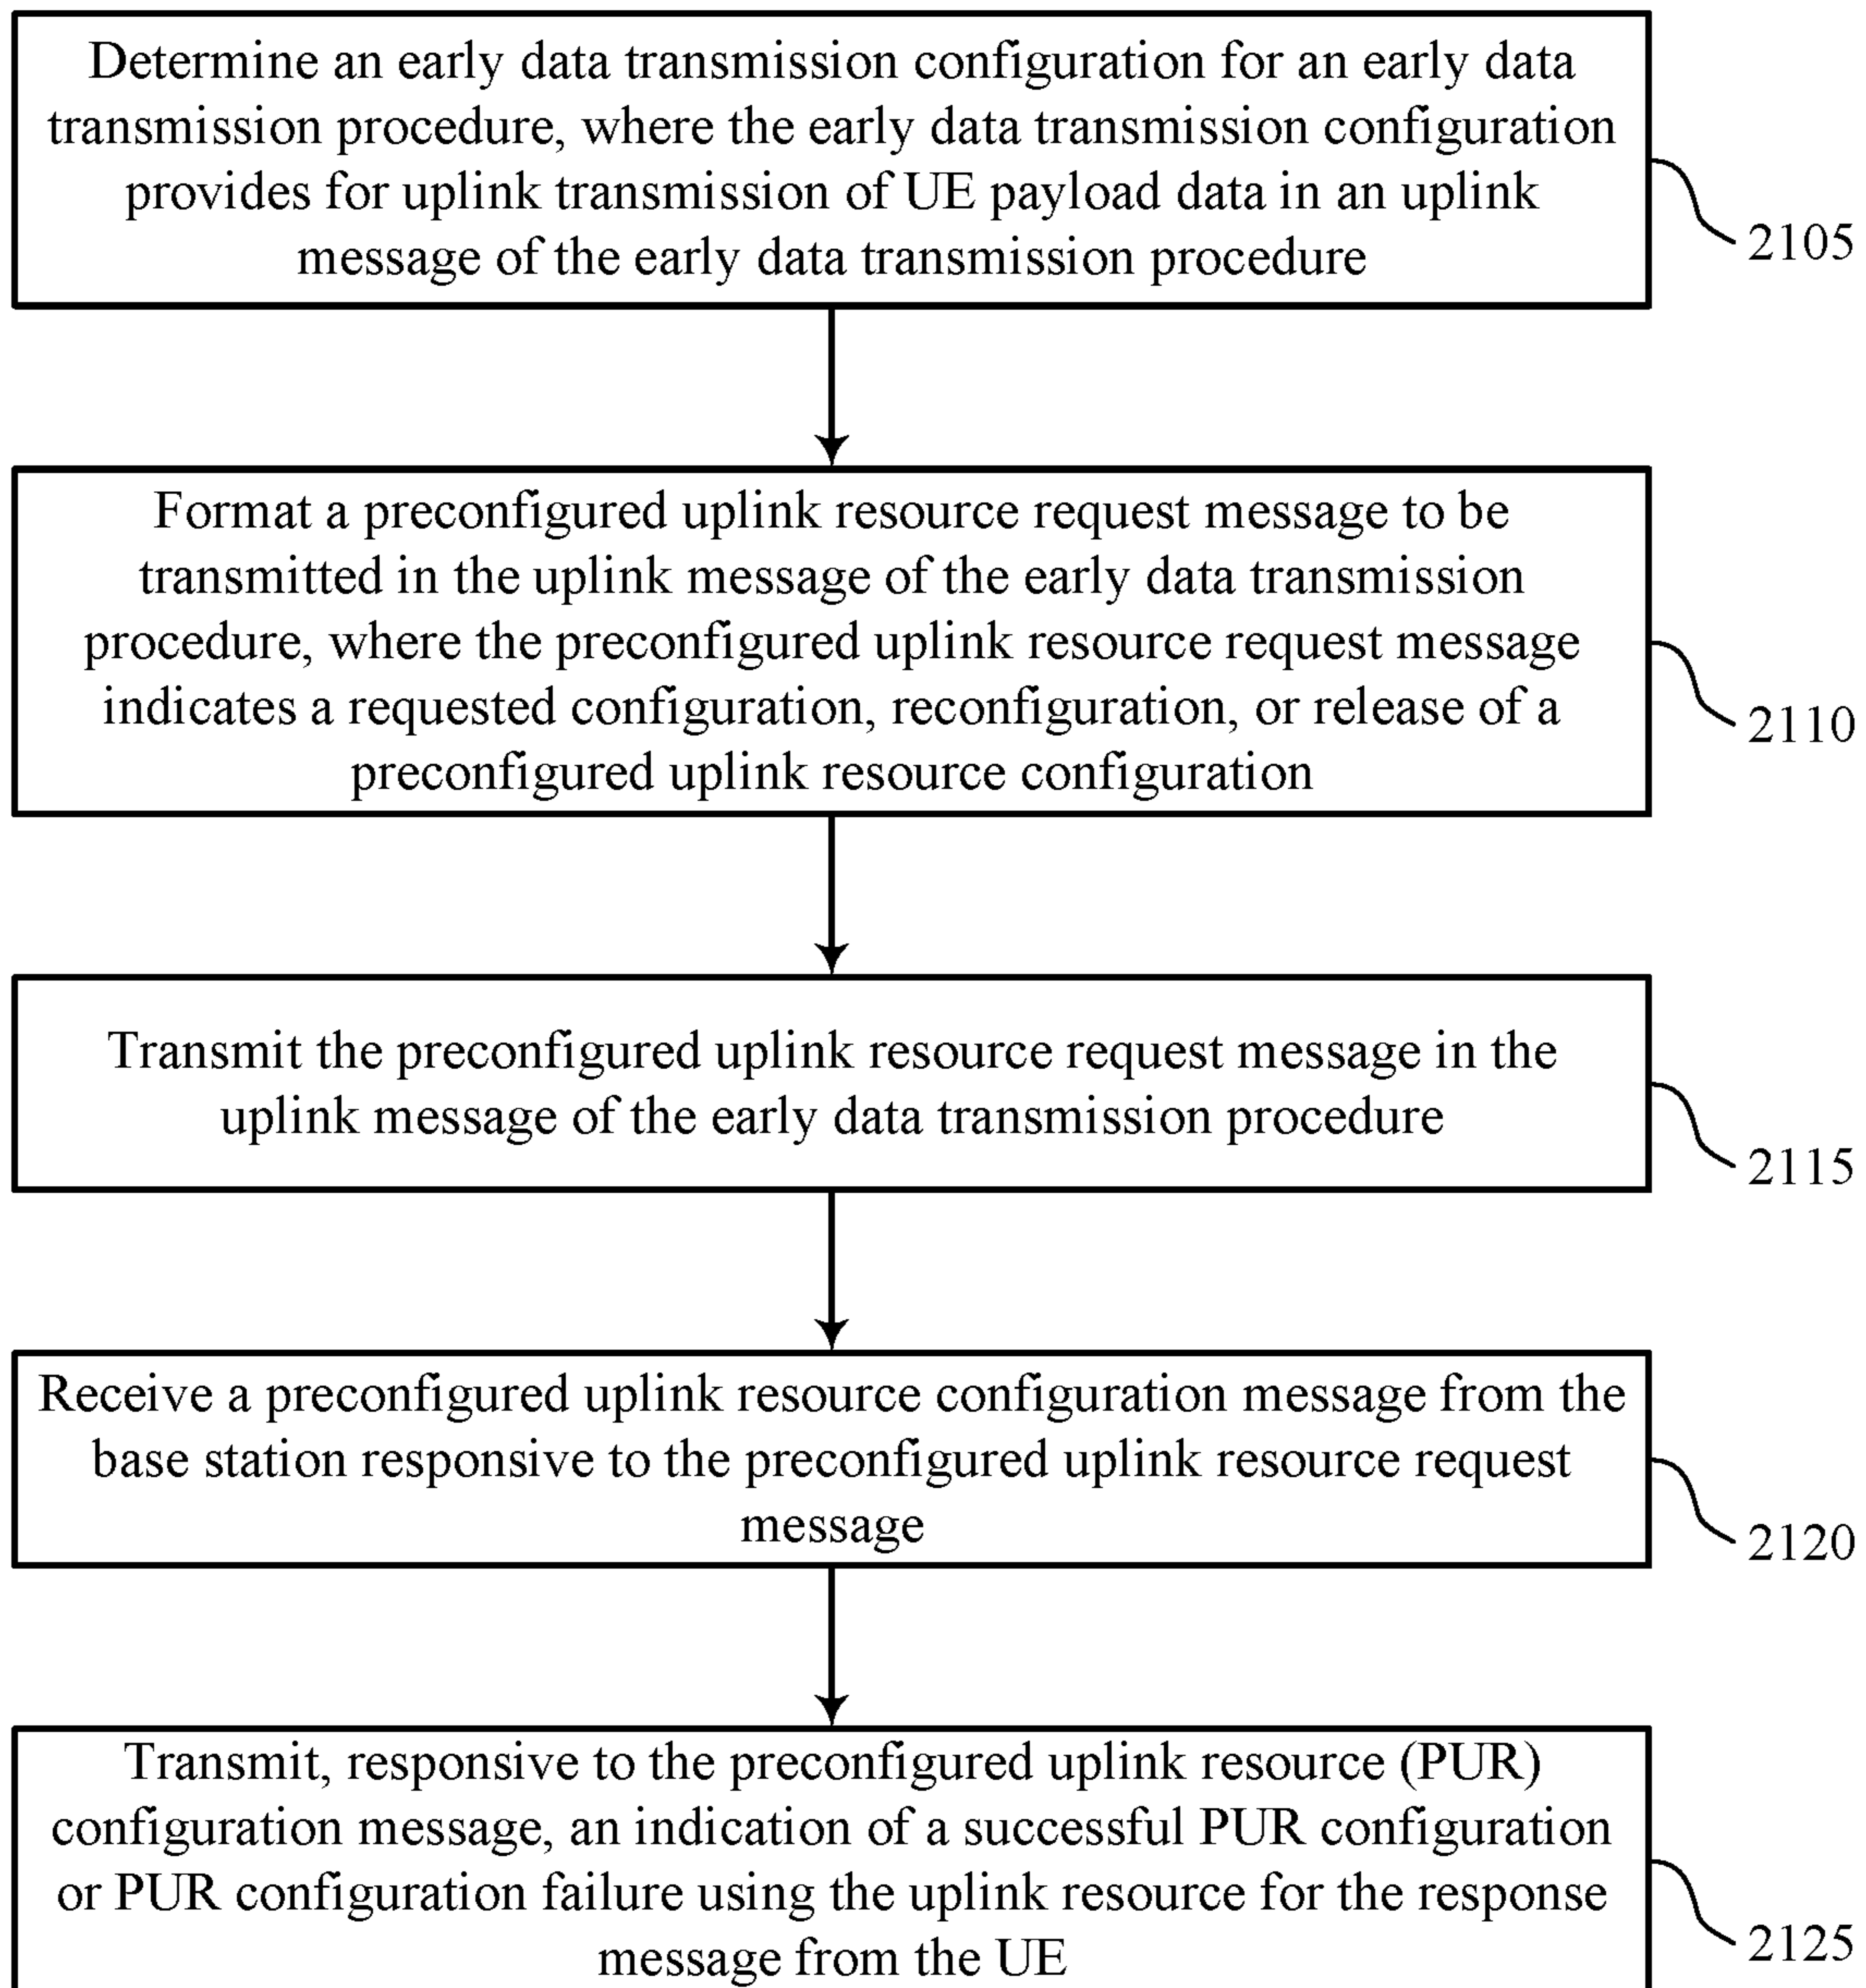 Determine an early data transmission configuration for an early data
transmission procedure, where the early data transmission configuration
provides for uplink transmission of UE payload data in an uplink
message of the early data transmission procedure
2105
Format a preconfigured uplink resource request message to be
transmitted in the uplink message of the early data transmission
procedure, where the preconfigured uplink resource request message
indicates a requested configuration, reconfiguration, or release of a
preconfigured uplink resource configuration
2110
Transmit the preconfigured uplink resource request message in the
uplink message of the early data transmission procedure
2115
Receive a preconfigured uplink resource configuration message from the
base station responsive to the preconfigured uplink resource request
message
2120
Transmit, responsive to the preconfigured uplink resource (PUR)
configuration message, an indication of a successful PUR configuration
or PUR configuration failure using the uplink resource for the response
message from the UE
2125